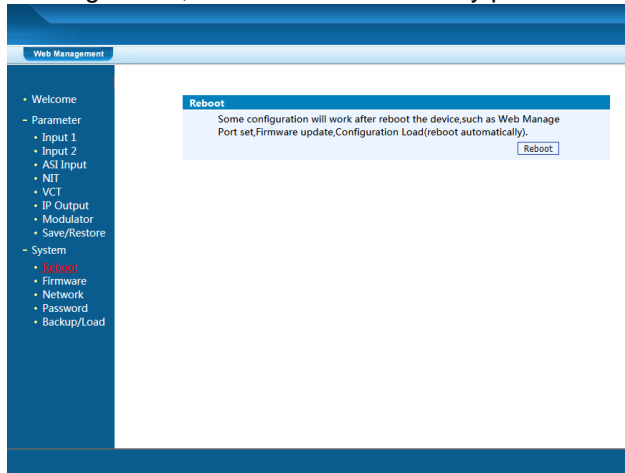 Web Management
Welcome
Parameter
Input 1
Input 2
ASI Input
NIT
VCT
IP Output
Modulator
Save/Restore
System
Reboot
Firmware
Network
Password
Backup/Load
Reboot
Some configuration will work after reboot the device,such as Web Manage
Port set,Firmware update,Configuration Load(reboot automatically).
Reboot